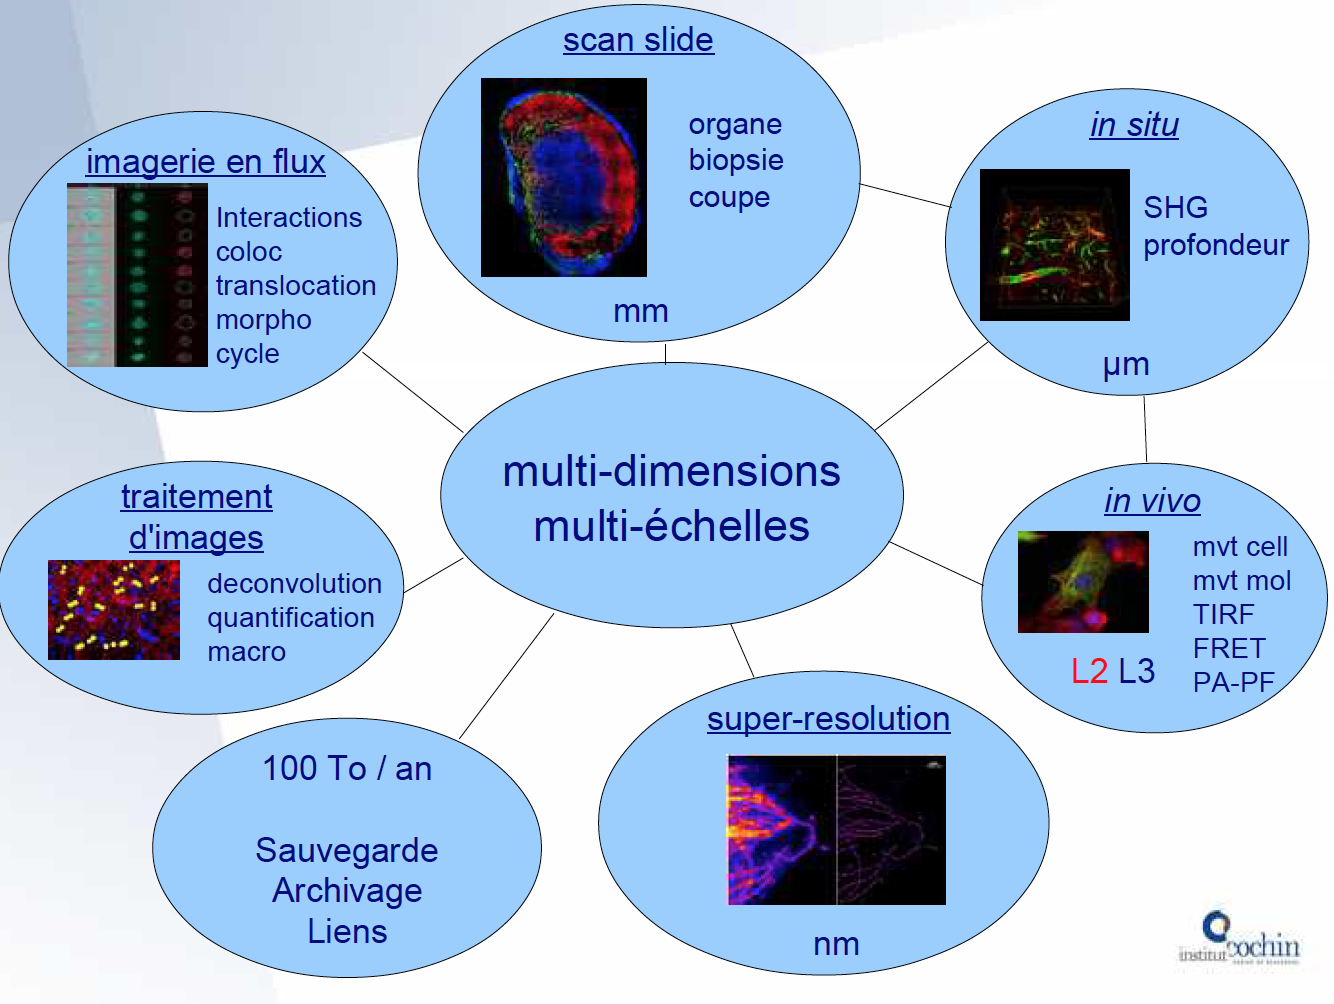 scan slide
organe
biopsie
coupe
mm
in situ
SHG
profondeur
µm
imagerie en flux
Interactions
coloc
translocation
morpho
cycle
multi-dimensions
multi-échelles
traitement
d'images
deconvolution
quantification
macro
in vivo
mvt cell
mvt mol
TIRF
FRET
PA-PF
L2 L3
100 To / an
Sauvegarde
Archivage
Liens
super-resolution
nm
institut cochin